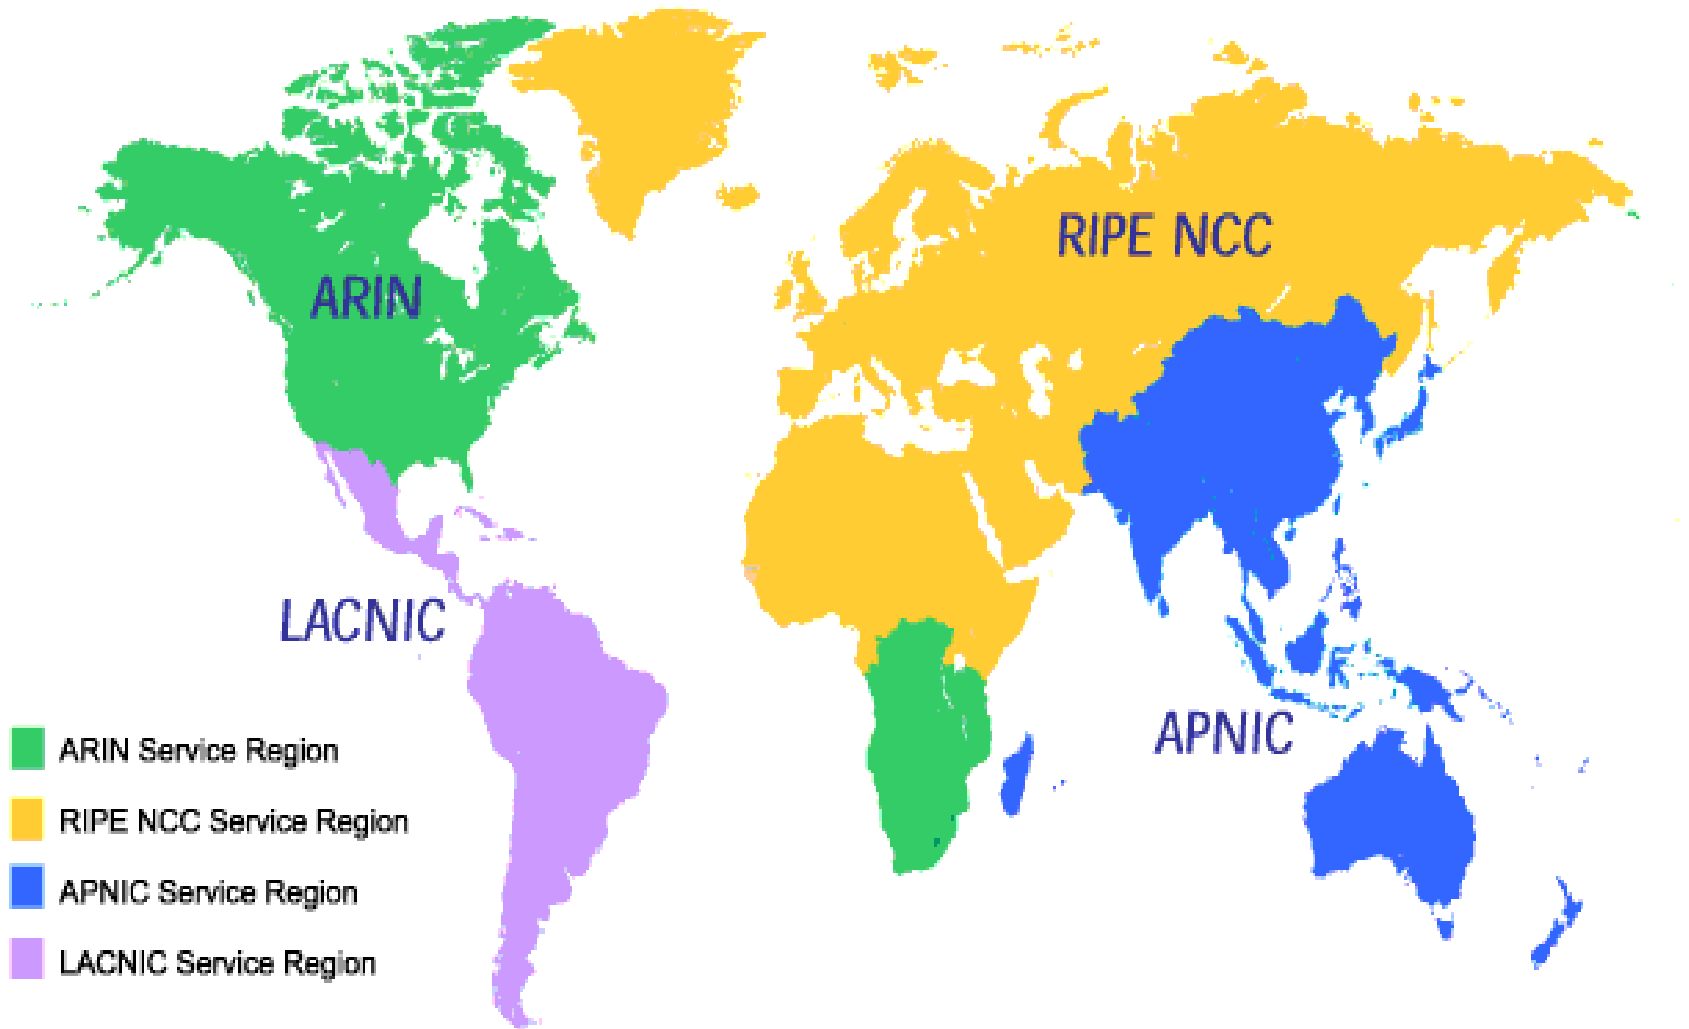 RIPE NCC
ARIN
LACNIC
APNIC
ARIN Service Region
RIPE NCC Service Region
APNIC Service Region
LACNIC Service Region